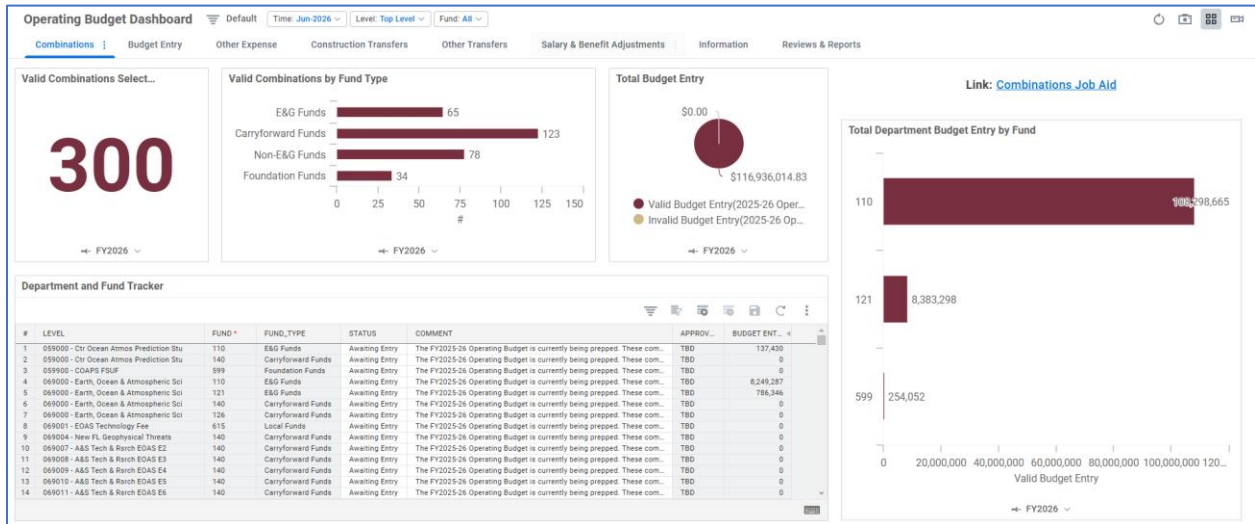 Operating Budget Dashboard Default Time: Jun-2026 Level: Top Level Fund: All
Combinations Budget Entry Other Expense Construction Transfers Other Transfers Salary & Benefit Adjustments Information Reviews & Reports
Valid Combinations Select...
300
FY2026
Valid Combinations by Fund Type
E&G Funds 65
Carryforward Funds 123
Non-E&G Funds 78
Foundation Funds 34
0 25 50 75 100 125 150
#
FY2026
Total Budget Entry
$0.00
$116,936,014.83
Valid Budget Entry(2025-26 Oper...
Invalid Budget Entry(2025-26 Op...
FY2026
Link: Combinations Job Aid
Total Department Budget Entry by Fund
110 108,298,665
121 8,383,298
599 254,052
0 20,000,000 40,000,000 60,000,000 80,000,000 100,000,000 120...
Valid Budget Entry
FY2026
Department and Fund Tracker
# LEVEL FUND * FUND_TYPE STATUS COMMENT APPROV... BUDGET ENT...
1 059000 - Ctr Ocean Atmos Prediction Stu 110 E&G Funds Awaiting Entry The FY2025-26 Operating Budget is currently being prepped. These com... TBD 137,430
2 059000 - Ctr Ocean Atmos Prediction Stu 140 Carryforward Funds Awaiting Entry The FY2025-26 Operating Budget is currently being prepped. These com... TBD 0
3 059900 - COAPS FSUF 599 Foundation Funds Awaiting Entry The FY2025-26 Operating Budget is currently being prepped. These com... TBD 0
4 069000 - Earth, Ocean & Atmospheric Sci 110 E&G Funds Awaiting Entry The FY2025-26 Operating Budget is currently being prepped. These com... TBD 8,249,287
5 069000 - Earth, Ocean & Atmospheric Sci 121 E&G Funds Awaiting Entry The FY2025-26 Operating Budget is currently being prepped. These com... TBD 786,346
6 069000 - Earth, Ocean & Atmospheric Sci 140 Carryforward Funds Awaiting Entry The FY2025-26 Operating Budget is currently being prepped. These com... TBD 0
7 069000 - Earth, Ocean & Atmospheric Sci 126 Carryforward Funds Awaiting Entry The FY2025-26 Operating Budget is currently being prepped. These com... TBD 0
8 069001 - EOAS Technology Fee 615 Local Funds Awaiting Entry The FY2025-26 Operating Budget is currently being prepped. These com... TBD 0
9 069004 - New FL Geophysical Threats 140 Carryforward Funds Awaiting Entry The FY2025-26 Operating Budget is currently being prepped. These com... TBD 0
10 069007 - A&S Tech & Rsrch EOAS E2 140 Carryforward Funds Awaiting Entry The FY2025-26 Operating Budget is currently being prepped. These com... TBD 0
11 069008 - A&S Tech & Rsrch EOAS E3 140 Carryforward Funds Awaiting Entry The FY2025-26 Operating Budget is currently being prepped. These com... TBD 0
12 069009 - A&S Tech & Rsrch EOAS E4 140 Carryforward Funds Awaiting Entry The FY2025-26 Operating Budget is currently being prepped. These com... TBD 0
13 069010 - A&S Tech & Rsrch EOAS E5 140 Carryforward Funds Awaiting Entry The FY2025-26 Operating Budget is currently being prepped. These com... TBD 0
14 069011 - A&S Tech & Rsrch EOAS E6 140 Carryforward Funds Awaiting Entry The FY2025-26 Operating Budget is currently being prepped. These com... TBD 0